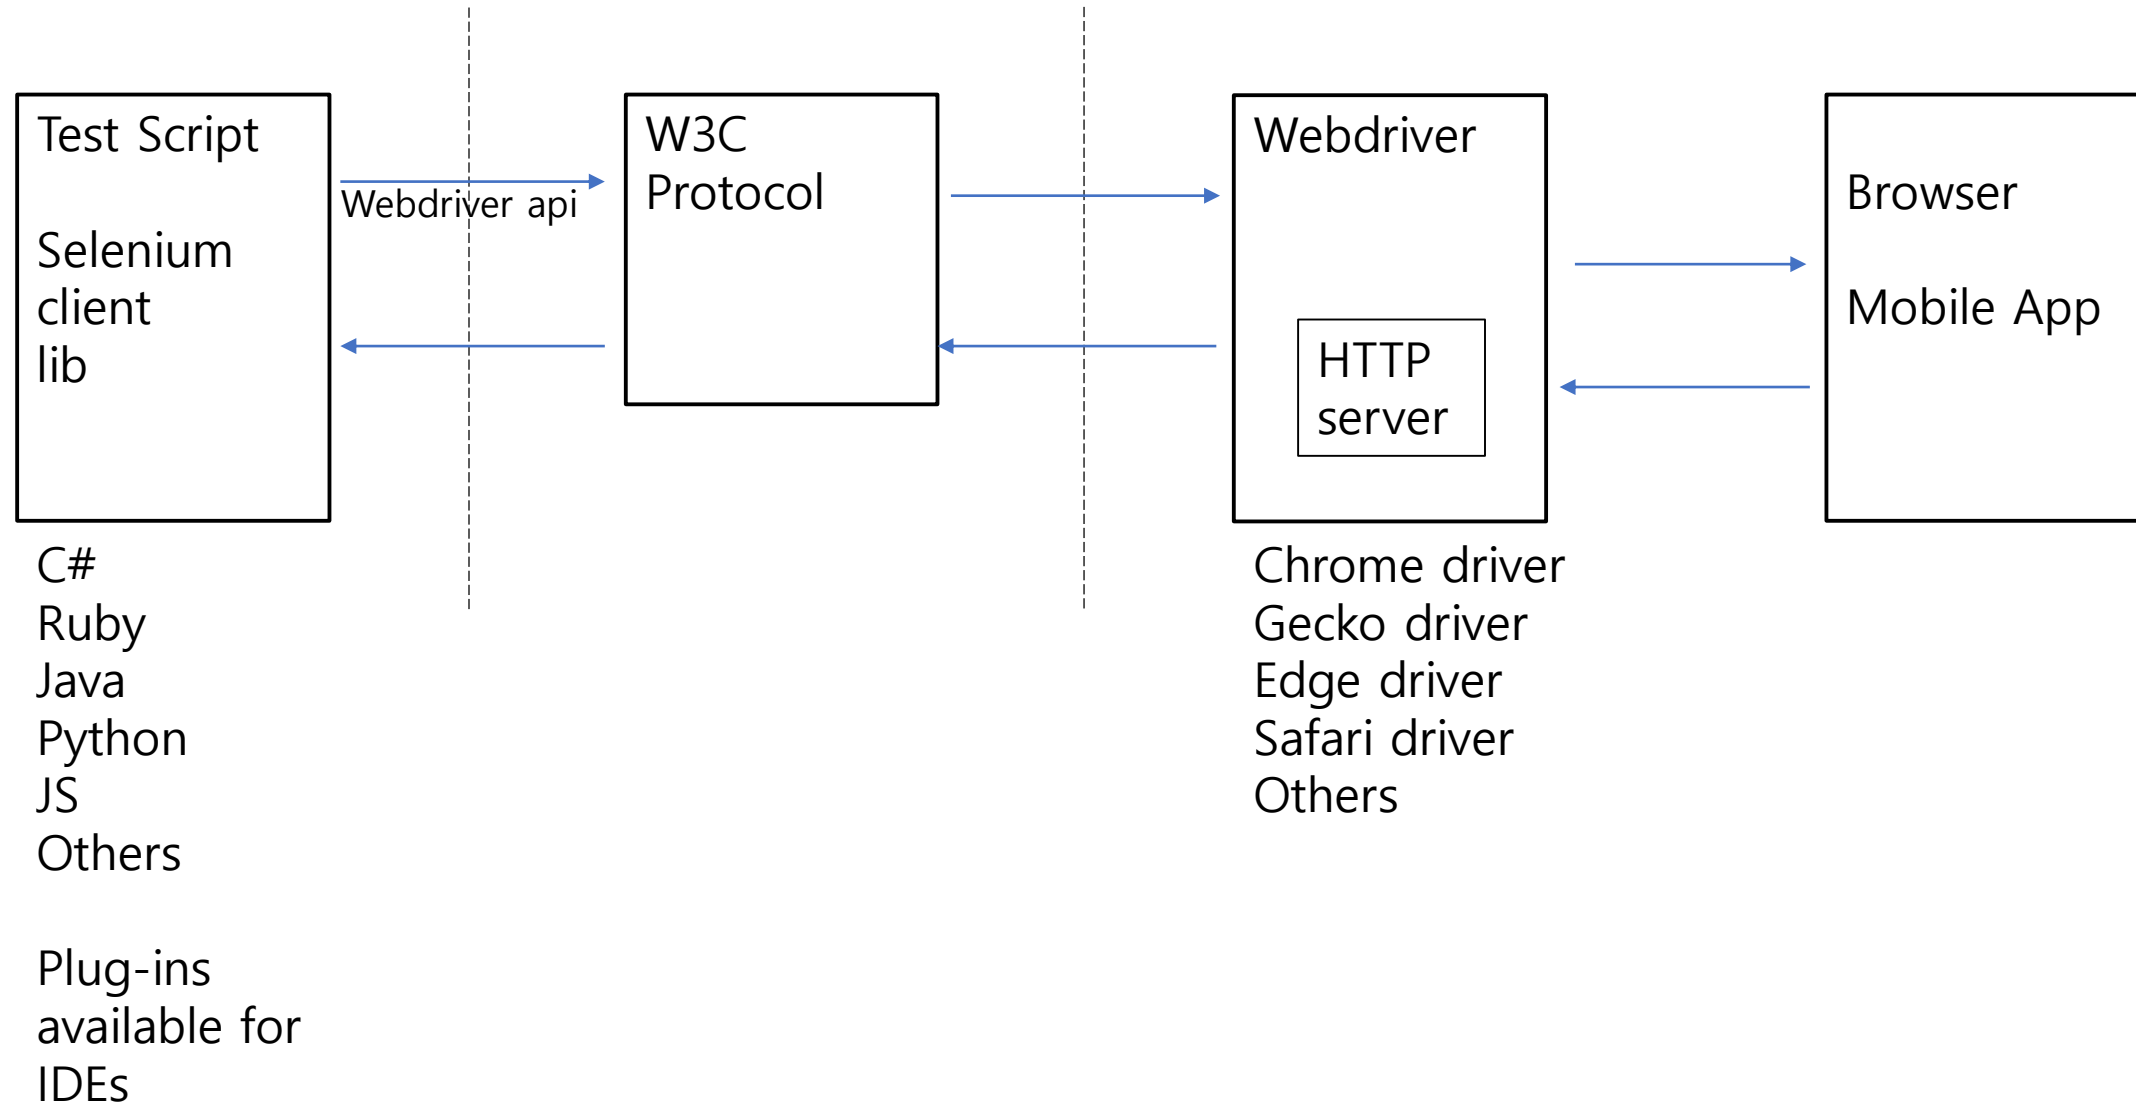 Test Script
Selenium
client
lib
Webdriver api
W3C
Protocol
Webdriver
HTTP
server
Browser
Mobile App
C#
Ruby
Java
Python
JS
Others
Plug-ins
available for
IDEs
Chrome driver
Gecko driver
Edge driver
Safari driver
Others